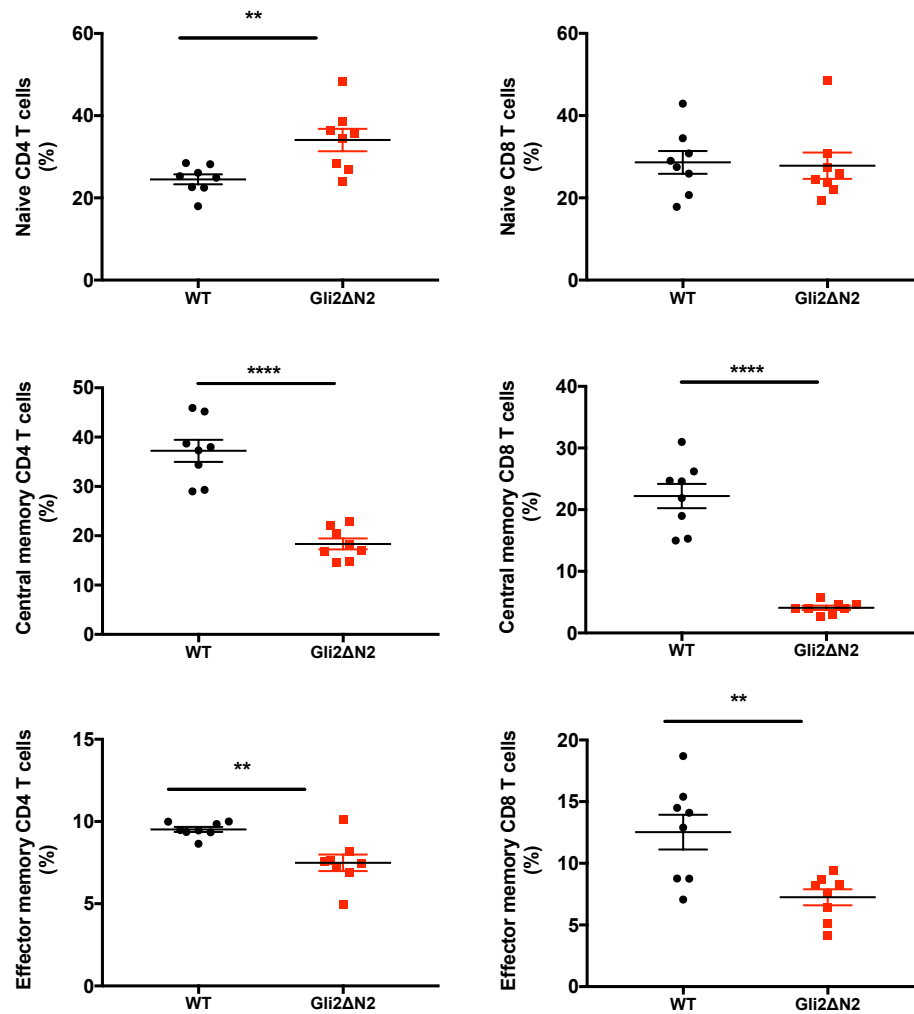 **
Naive CD4 T cells
(%)
60
40
20
0
WT
Gli2ΔN2
Naive CD8 T cells
(%)
60
40
20
0
WT
Gli2ΔN2
****
Central memory CD4 T cells
(%)
50
40
30
20
10
0
WT
Gli2ΔN2
****
Central memory CD8 T cells
(%)
40
30
20
10
0
WT
Gli2ΔN2
**
Effector memory CD4 T cells
(%)
15
10
5
0
WT
Gli2ΔN2
**
Effector memory CD8 T cells
(%)
20
15
10
5
0
WT
Gli2ΔN2